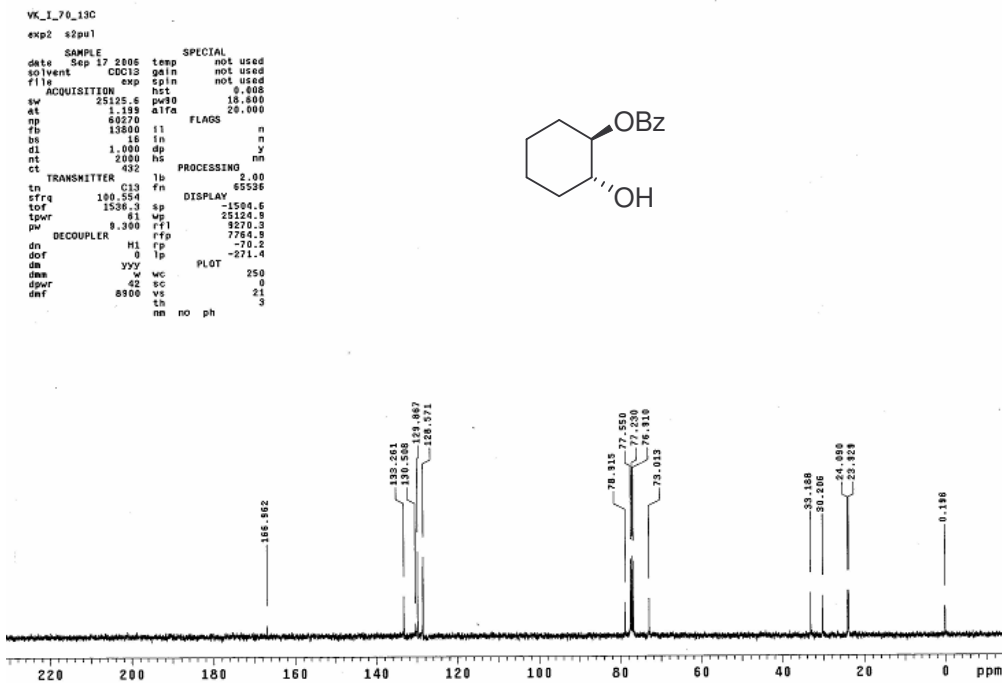 VK_I_70_13C
exp2 s2pul
SAMPLE
date Sep 17 2006
solvent CDCl3
file exp
ACQUISITION
sw 25125.6
at 1.199
np 60270
fb 13800
bs 16
d1 1.000
nt 2000
ct 432
TRANSMITTER
tn C13
sfrq 100.554
tof 1536.3
tpwr 61
pw 9.300
DECOUPLER
dn H1
dof 0
dm yyy
dmm w
dpwr 42
dmf 8900
SPECIAL
temp not used
gain not used
spin not used
hst 0.008
pw90 18.600
alfa 20.000
FLAGS
il n
in n
dp y
hs nn
PROCESSING
lb 2.00
fn 65536
DISPLAY
sp -1504.6
wp 25124.9
rfl 9270.3
rfp 7764.9
rp -70.2
lp -271.4
PLOT
wc 250
sc 0
vs 21
th 3
nm no ph
OBz
OH
166.962
133.261
130.508
129.867
128.571
78.915
77.550
77.230
76.910
73.013
33.188
30.206
24.090
23.929
0.198
220 200 180 160 140 120 100 80 60 40 20 0 ppm